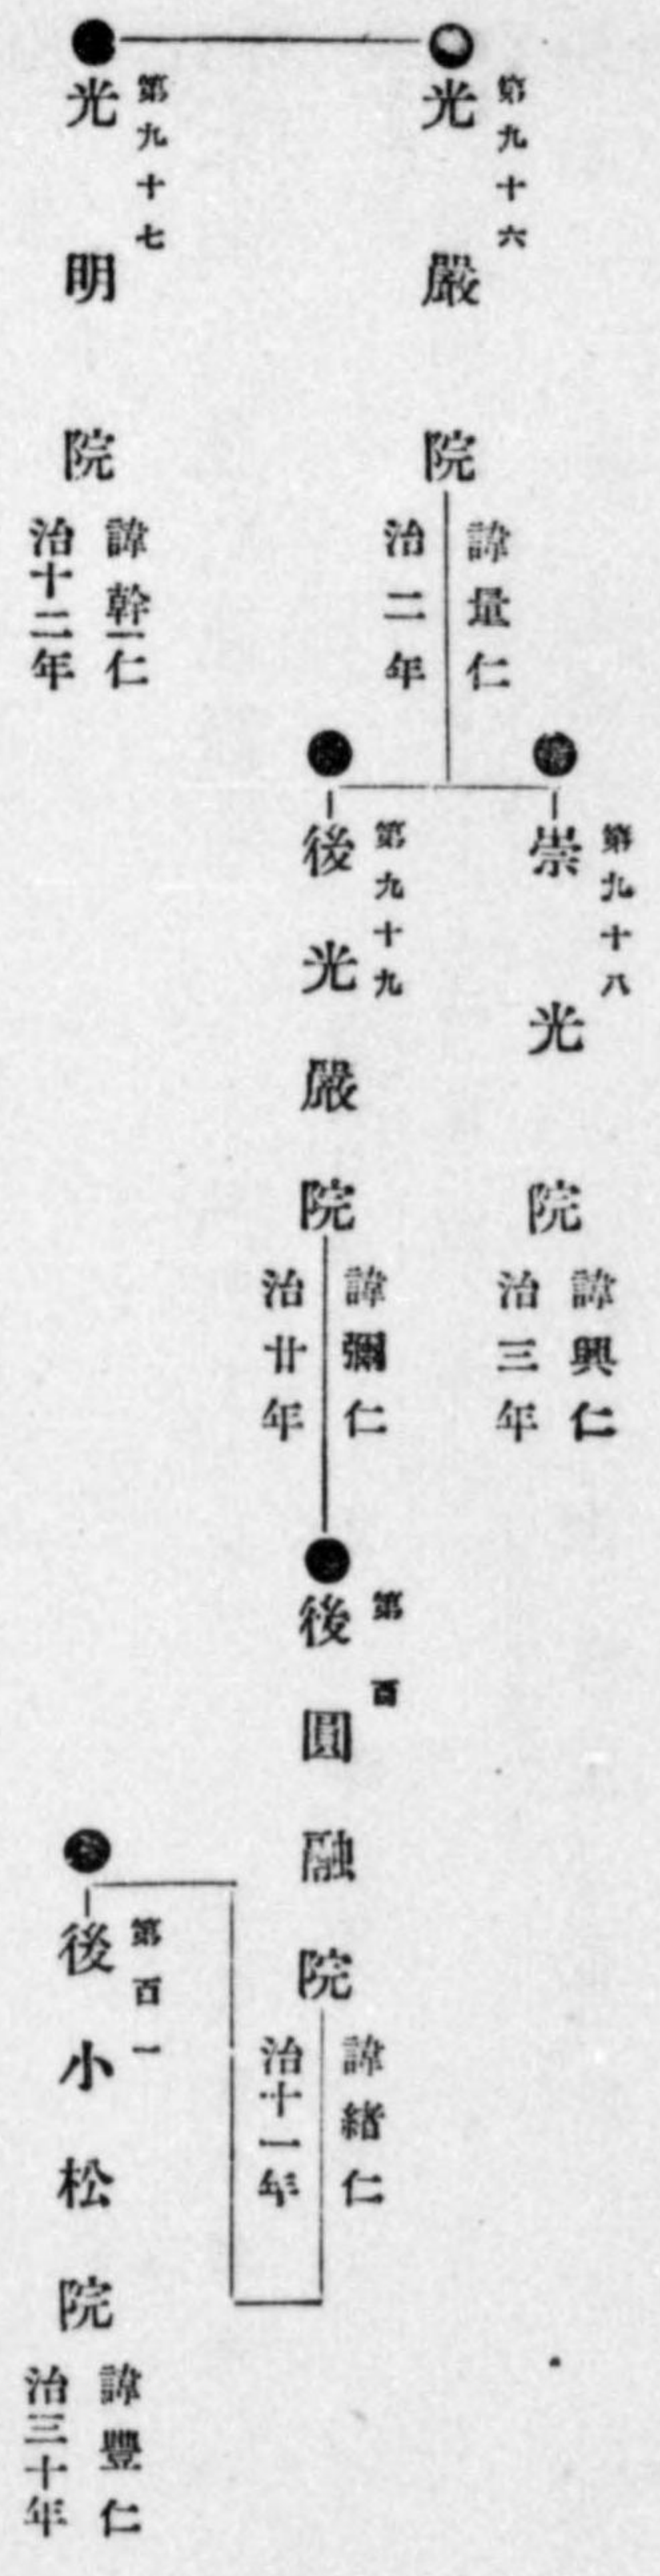 第九十六
光嚴院
諱量仁
治二年
第九十七
光明院
諱幹仁
治十二年
第九十八
崇光院
諱興仁
治三年
第九十九
後光嚴院
諱彌仁
治廿年
第百
後圓融院
諱緖仁
治十一年
第百一
後小松院
諱豐仁
治三十年